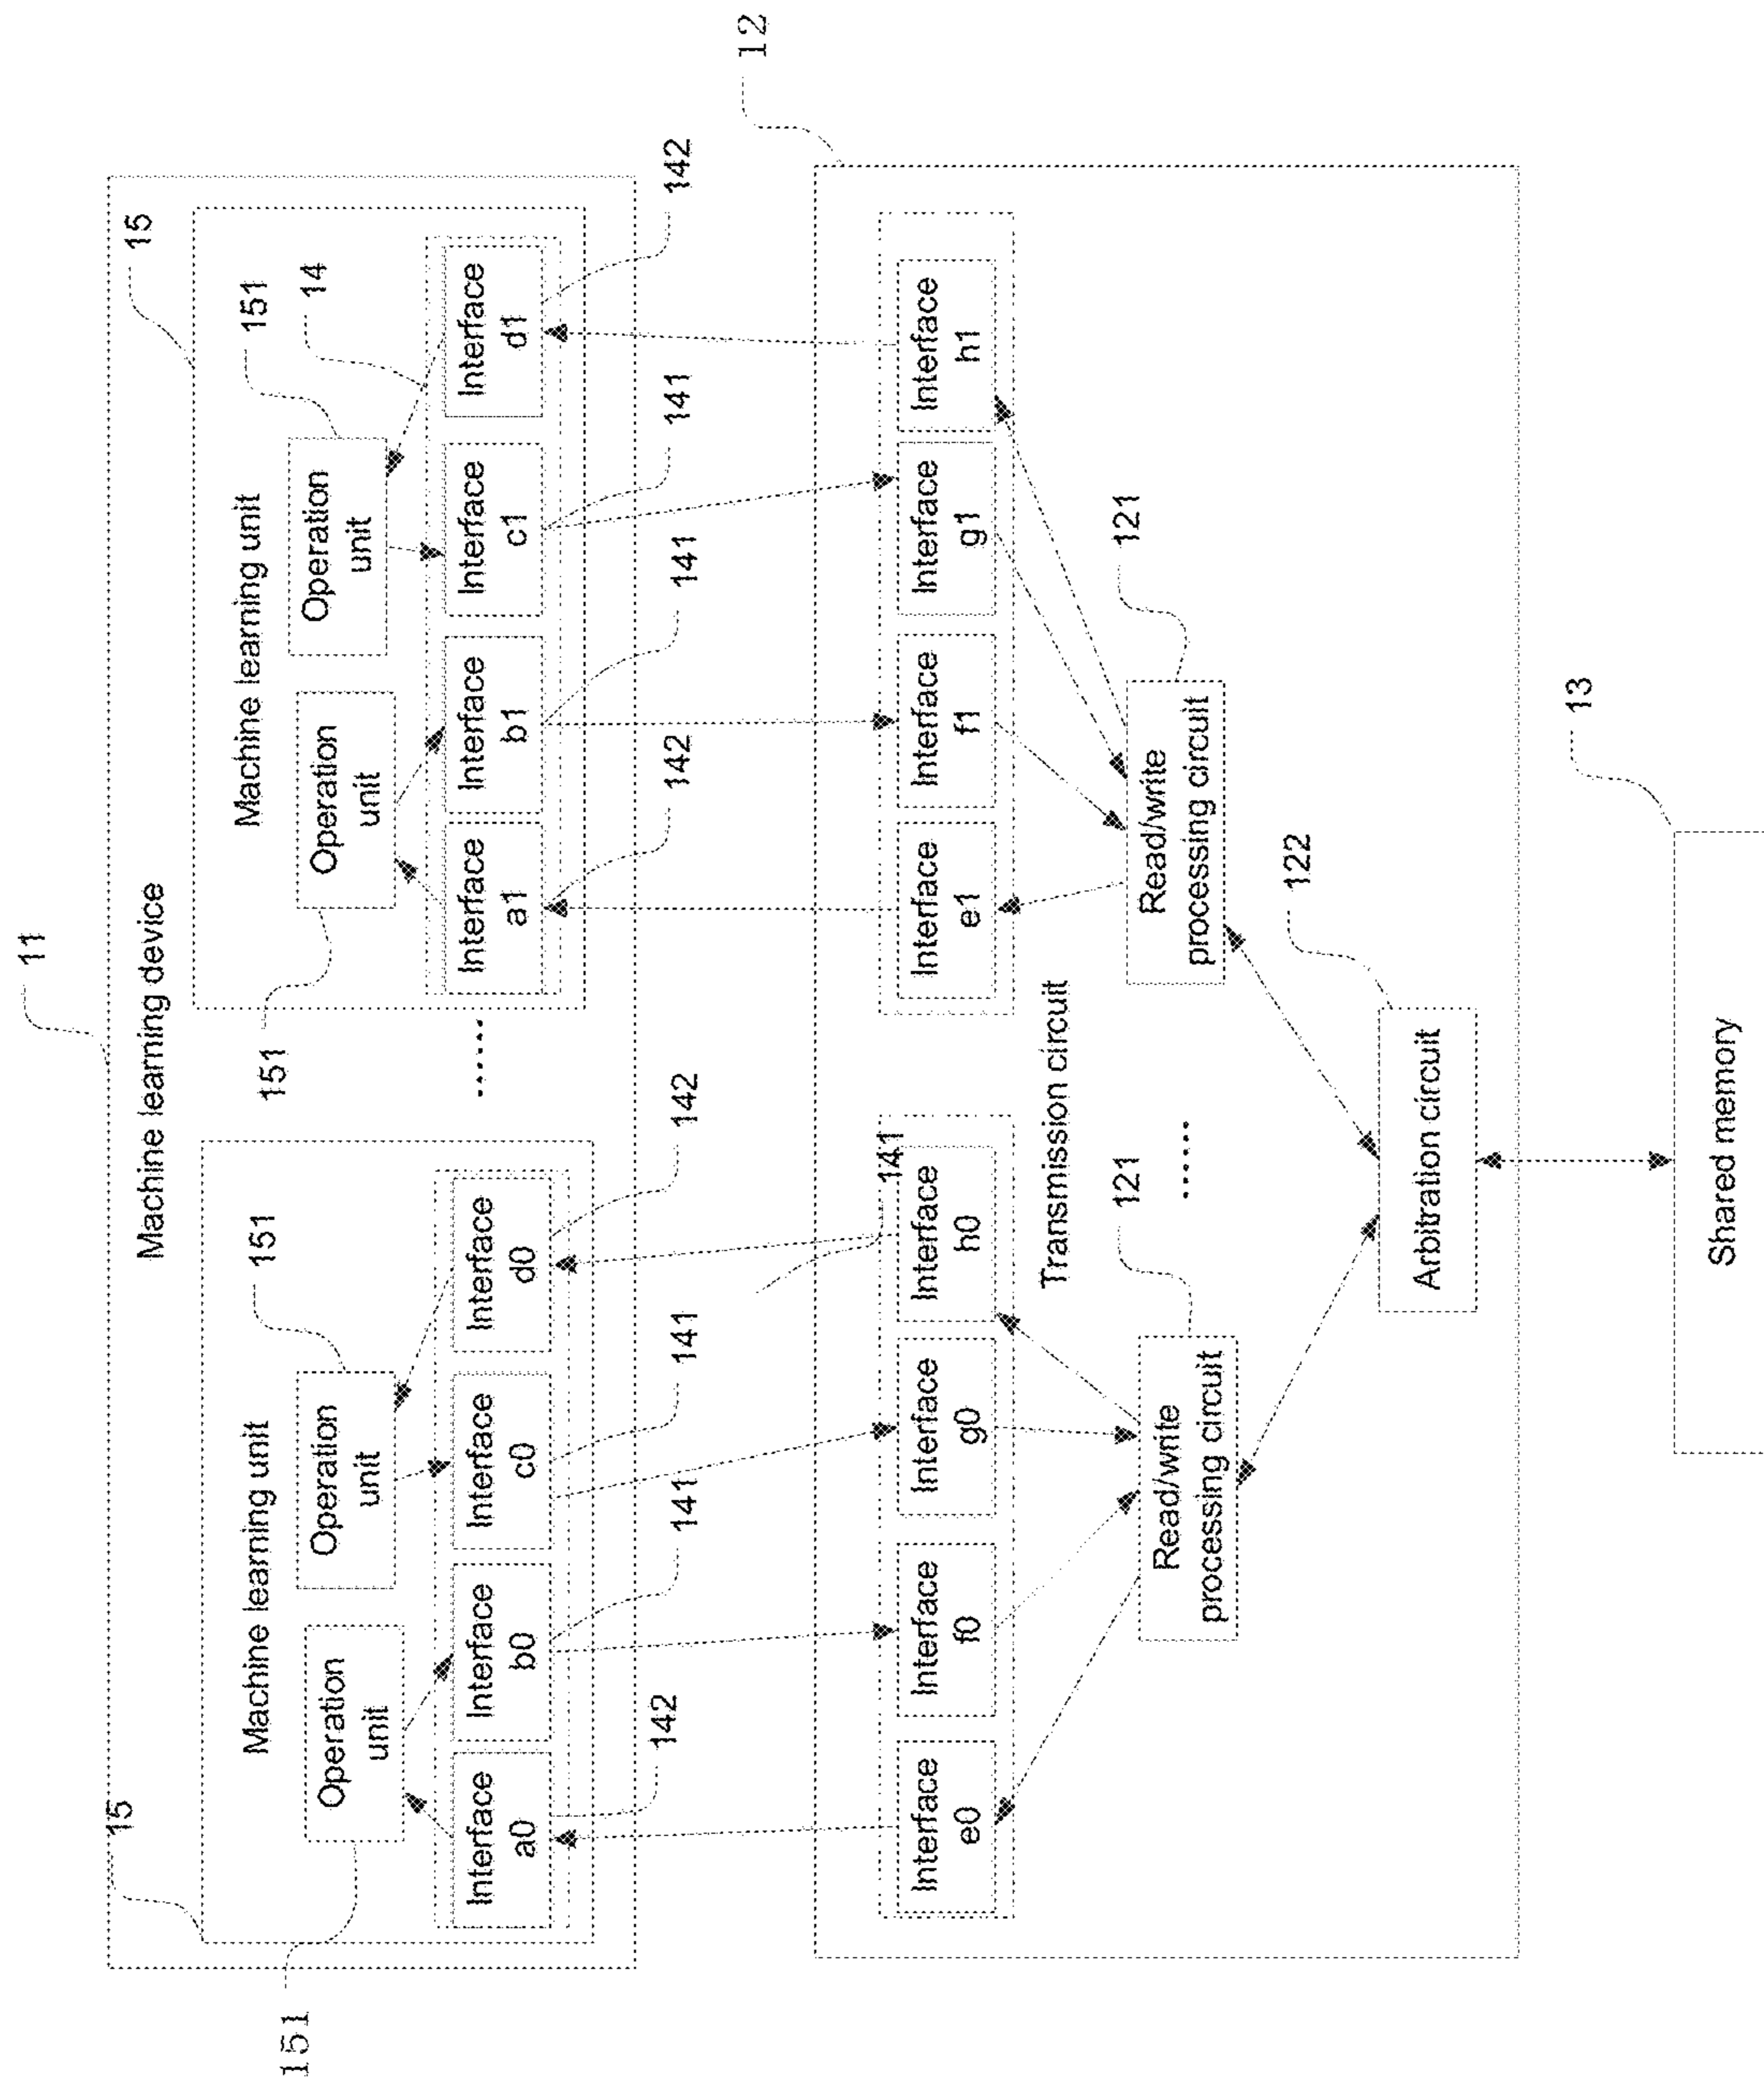 11
Machine learning device
15
15
Machine learning unit
Machine learning unit
151
151
151
151
14
Operation
unit
Operation
unit
Operation
unit
Operation
unit
......
Interface
a0
Interface
b0
Interface
c0
Interface
d0
Interface
a1
Interface
b1
Interface
c1
Interface
d1
142
141
141
142
142
141
141
142
12
141
Interface
e0
Interface
f0
Interface
g0
Interface
h0
Interface
e1
Interface
f1
Interface
g1
Interface
h1
Transmission circuit
121
121
Read/write
processing circuit
......
Read/write
processing circuit
122
Arbitration circuit
13
Shared memory